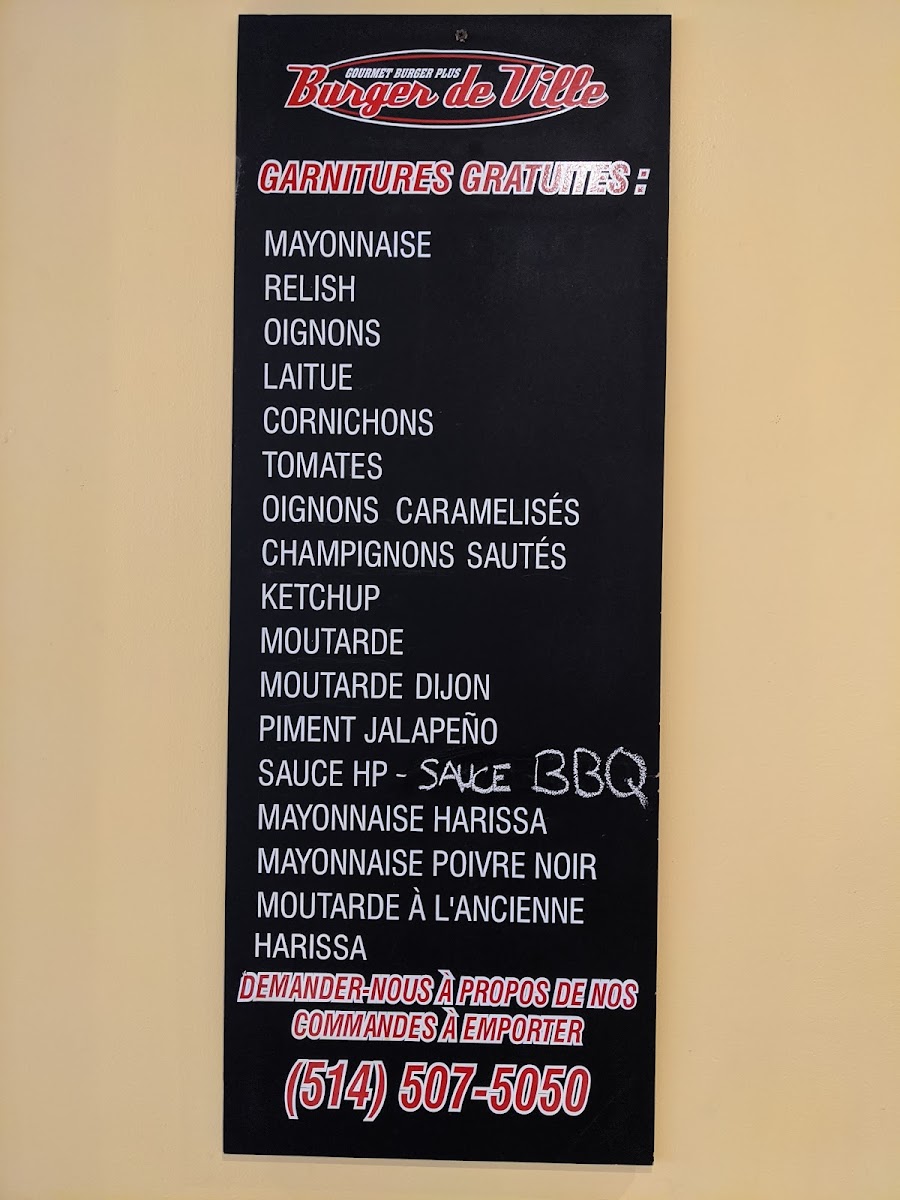 GOURMET BURGER PLUS
Burger de Ville
GARNITURES GRATUITES :
MAYONNAISE
RELISH
OIGNONS
LAITUE
CORNICHONS
TOMATES
OIGNONS CARAMELISÉS
CHAMPIGNONS SAUTÉS
KETCHUP
MOUTARDE
MOUTARDE DIJON
PIMENT JALAPEÑO
SAUCE HP - SAUCE BBQ
MAYONNAISE HARISSA
MAYONNAISE POIVRE NOIR
MOUTARDE À L'ANCIENNE
HARISSA
DEMANDER-NOUS À PROPOS DE NOS
COMMANDES À EMPORTER
(514) 507-5050